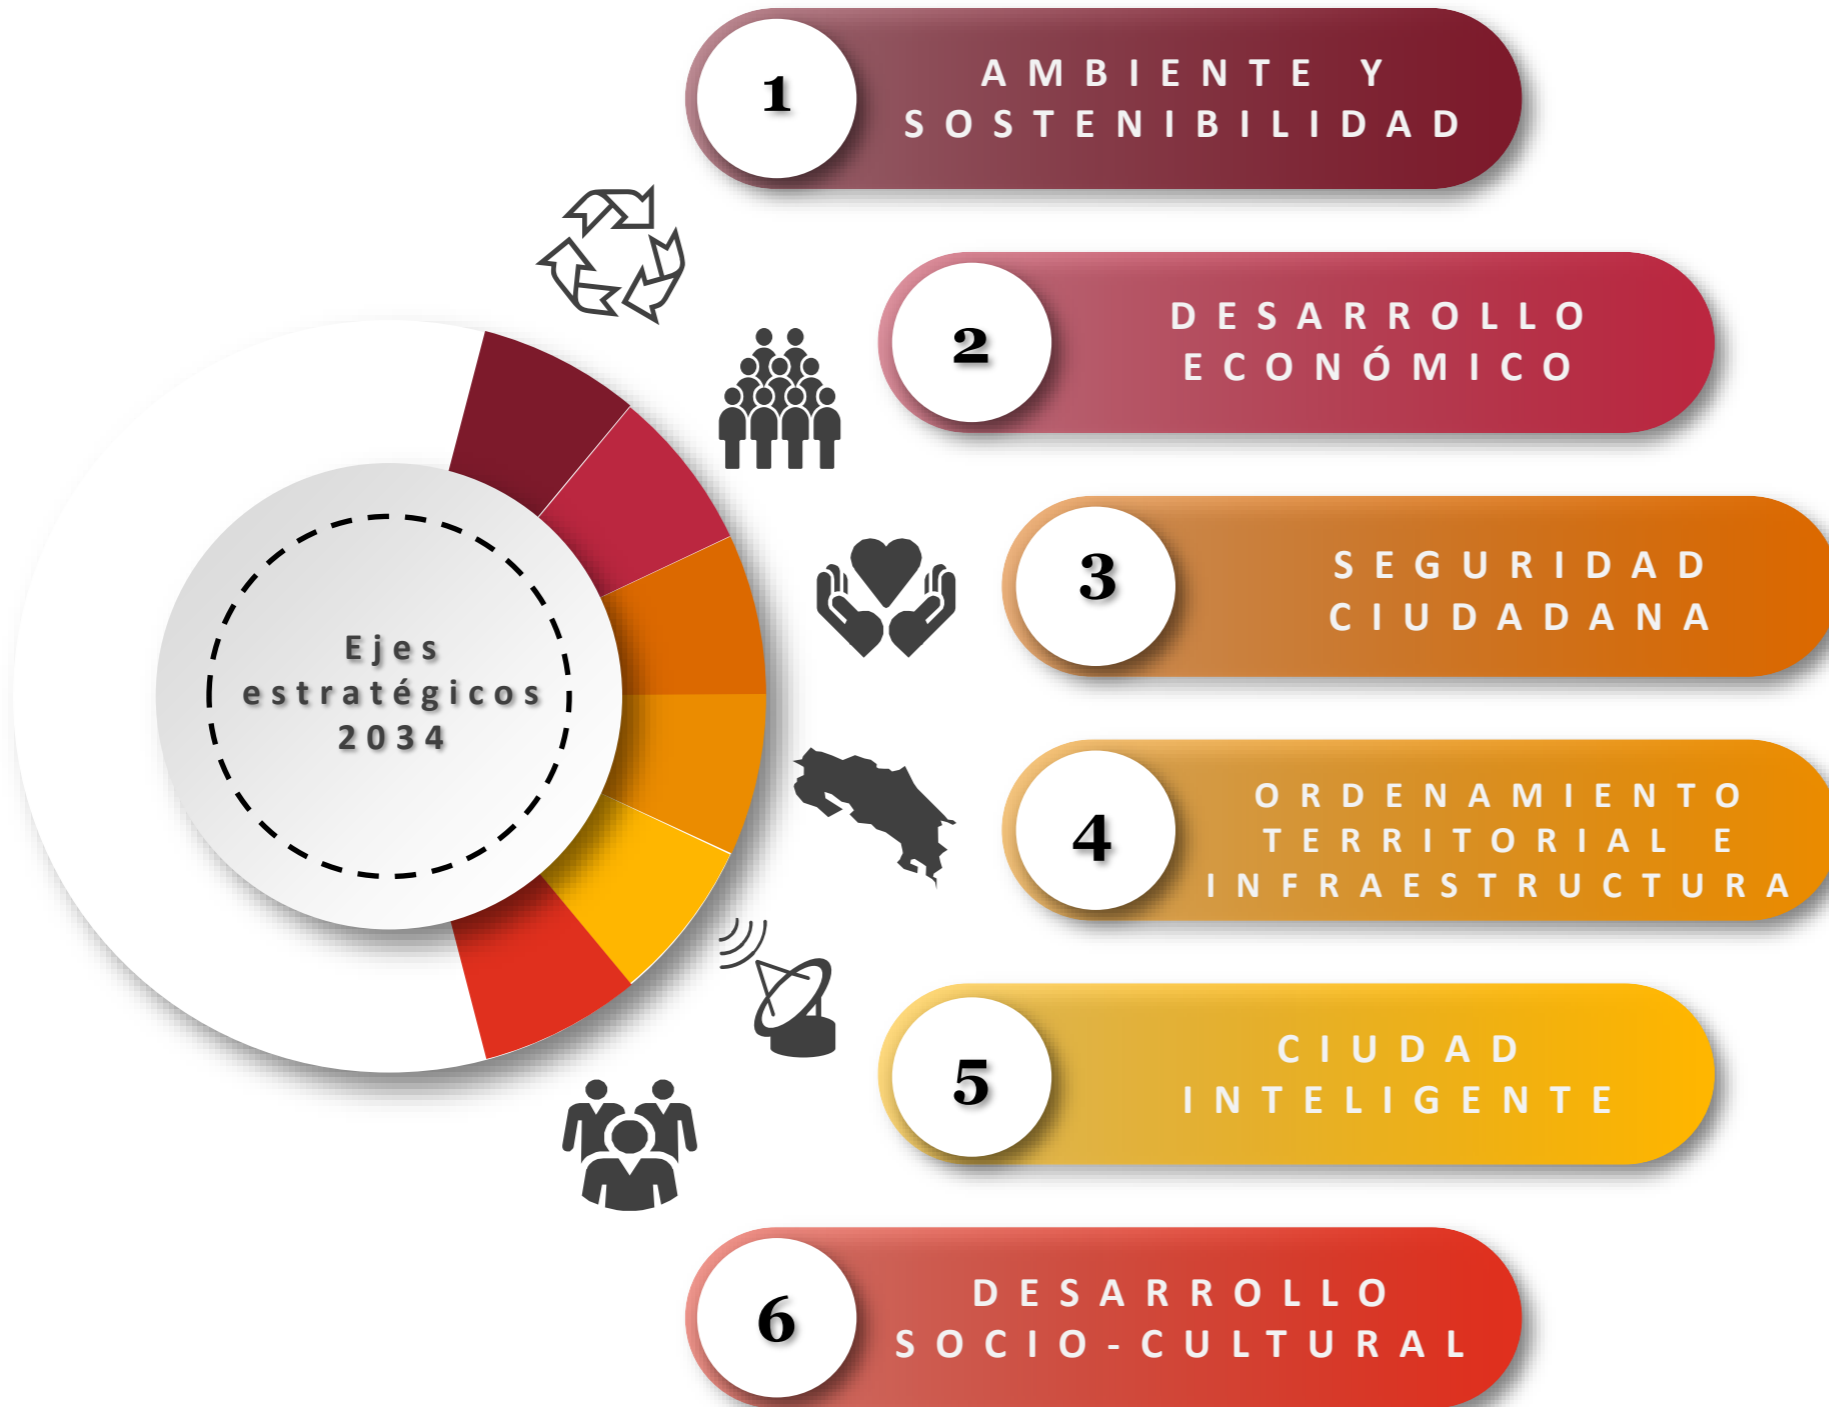 Ejes
estratégicos
2034
1
AMBIENTE Y
SOSTENIBILIDAD
2
DESARROLLO
ECONÓMICO
3
SEGURIDAD
CIUDADANA
4
ORDENAMIENTO
TERRITORIAL E
INFRAESTRUCTURA
5
CIUDAD
INTELIGENTE
6
DESARROLLO
SOCIO-CULTURAL